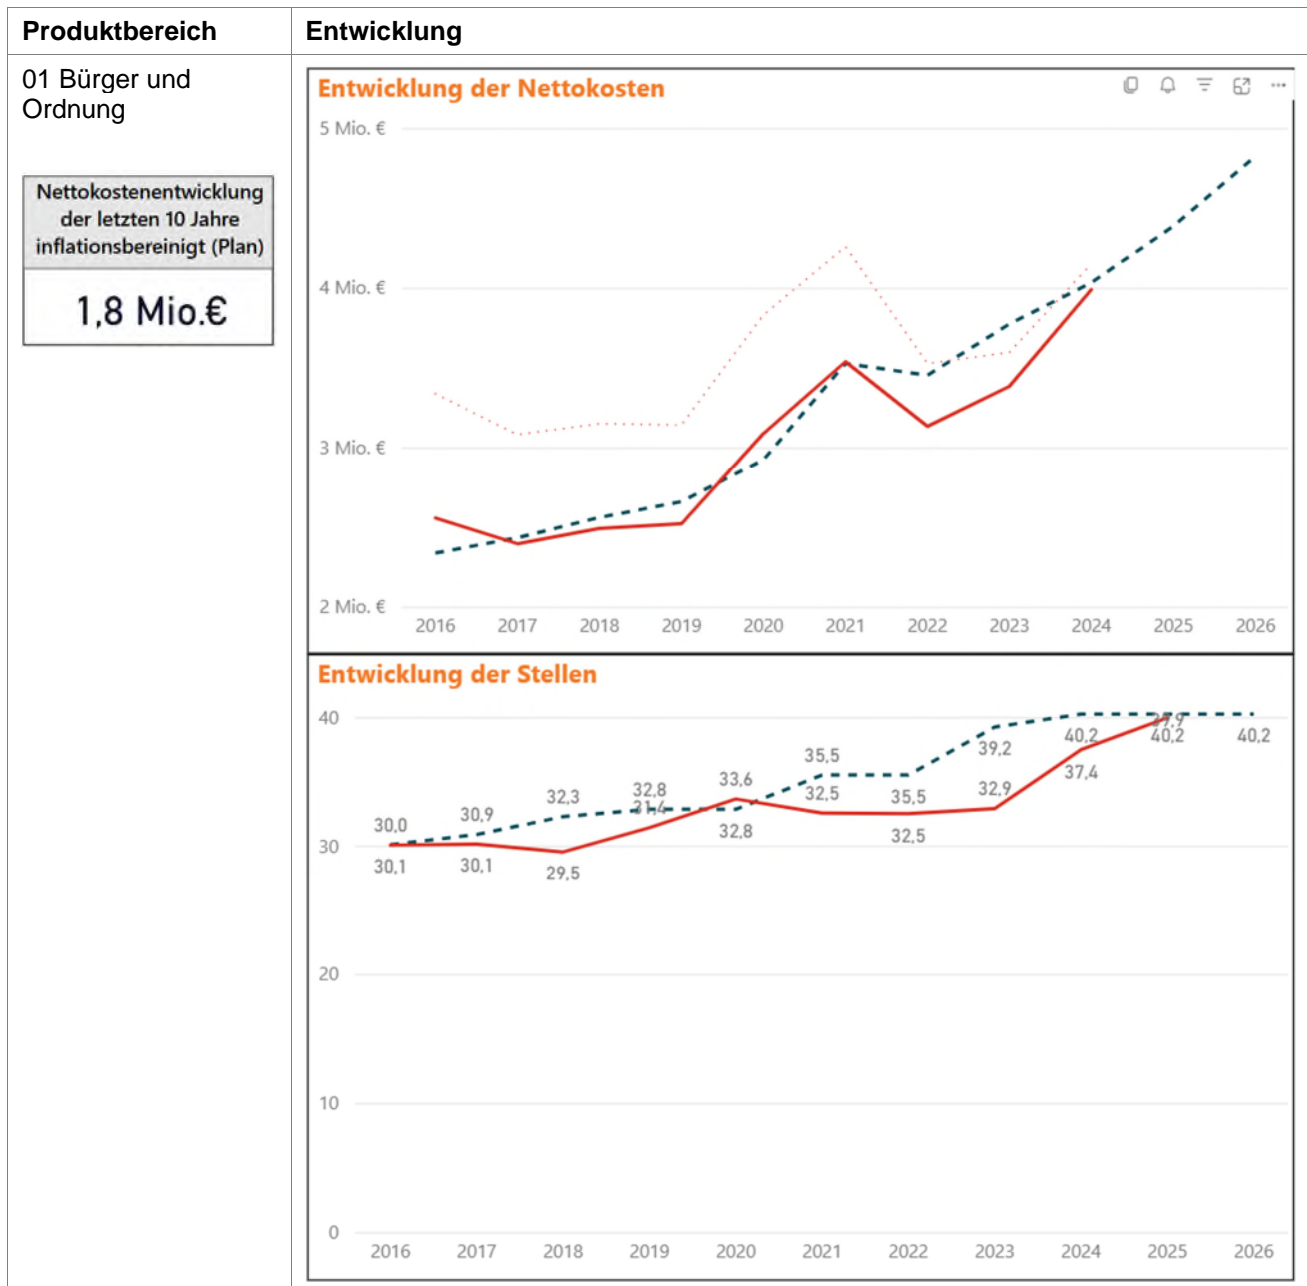 Produktbereich
Entwicklung
01 Bürger und
Ordnung
Nettokostenentwicklung
der letzten 10 Jahre
inflationsbereinigt (Plan)
1,8 Mio.€
Entwicklung der Nettokosten
5 Mio. €
4 Mio. €
3 Mio. €
2 Mio. €
2016 2017 2018 2019 2020 2021 2022 2023 2024 2025 2026
Entwicklung der Stellen
40
30
20
10
0
30,0 30,9 32,3 32,8 33,6 35,5 35,5 39,2 40,2 40,2 40,2
30,1 30,1 29,5 31,4 32,8 32,5 32,5 32,9 37,4 39,9
2016 2017 2018 2019 2020 2021 2022 2023 2024 2025 2026